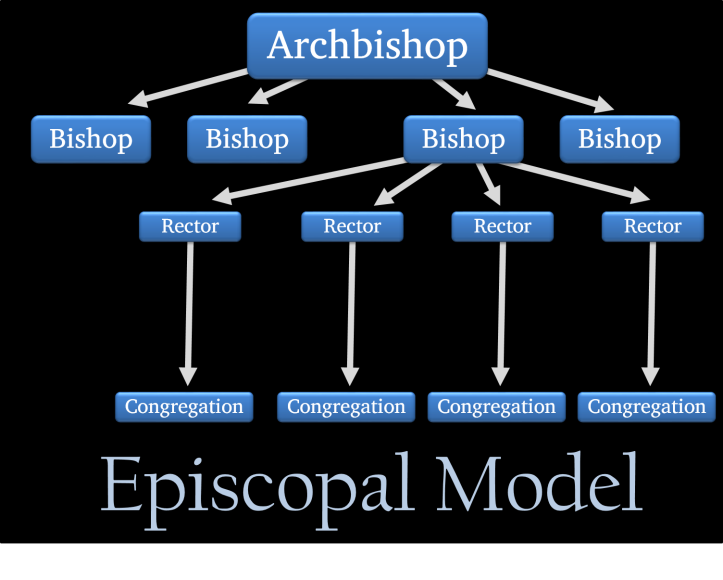 Archbishop
Bishop Bishop Bishop Bishop
Rector Rector Rector Rector
Congregation Congregation Congregation Congregation
Episcopal Model